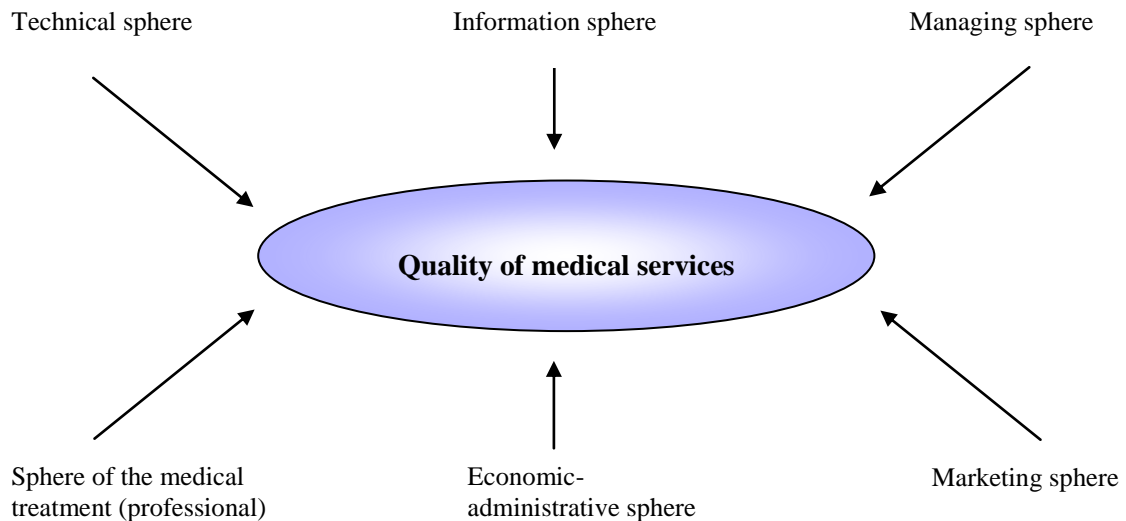 Technical sphere
Information sphere
Managing sphere
Quality of medical services
Sphere of the medical
treatment (professional)
Economic-
administrative sphere
Marketing sphere